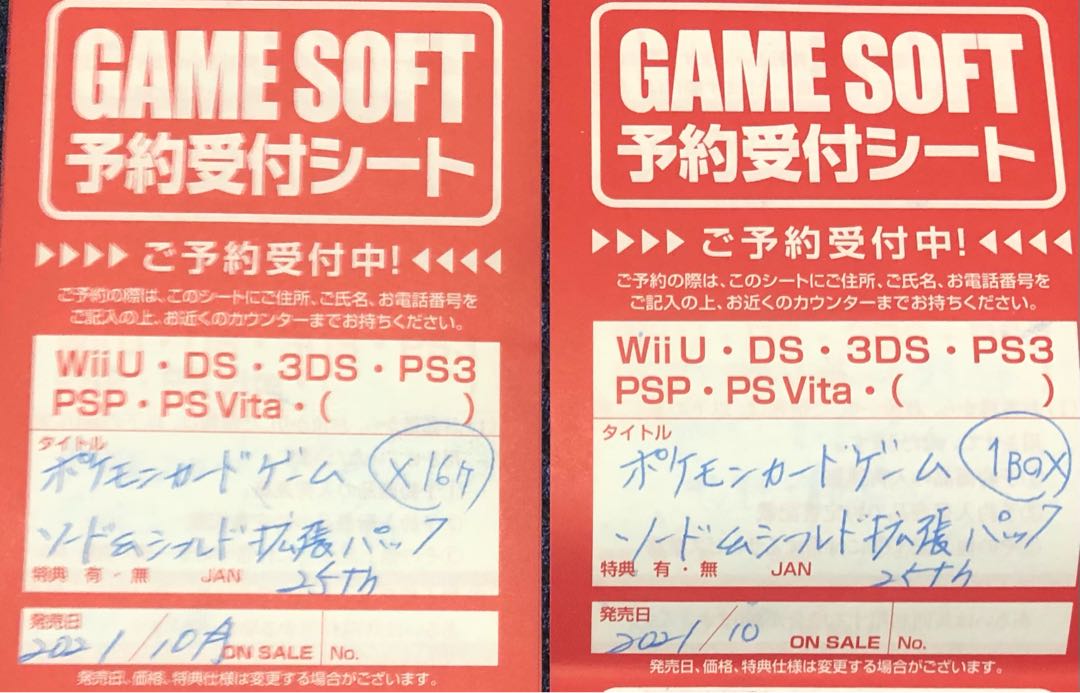 GAME SOFT
予約受付シート
▶▶▶▶ ご予約受付中! ◀◀◀◀
ご予約の際は、このシートにご住所、ご氏名、お電話番号を
ご記入の上、お近くのカウンターまでお持ちください。
Wii U・DS・3DS・PS3
PSP・PS Vita・(　　　)
タイトル
ポケモンカードゲーム ×16ケ
ソード&シールド拡張パック
特典 有・無 JAN 25th
発売日
2021/10月 ON SALE No.
発売日、価格、特典仕様は変更する場合がございます。
GAME SOFT
予約受付シート
▶▶▶▶ ご予約受付中! ◀◀◀◀
ご予約の際は、このシートにご住所、ご氏名、お電話番号を
ご記入の上、お近くのカウンターまでお持ちください。
Wii U・DS・3DS・PS3
PSP・PS Vita・(　　　)
タイトル
ポケモンカードゲーム 1BOX
ソード&シールド拡張パック
特典 有・無 JAN 25th
発売日
2021/10 ON SALE No.
発売日、価格、特典仕様は変更する場合がございます。